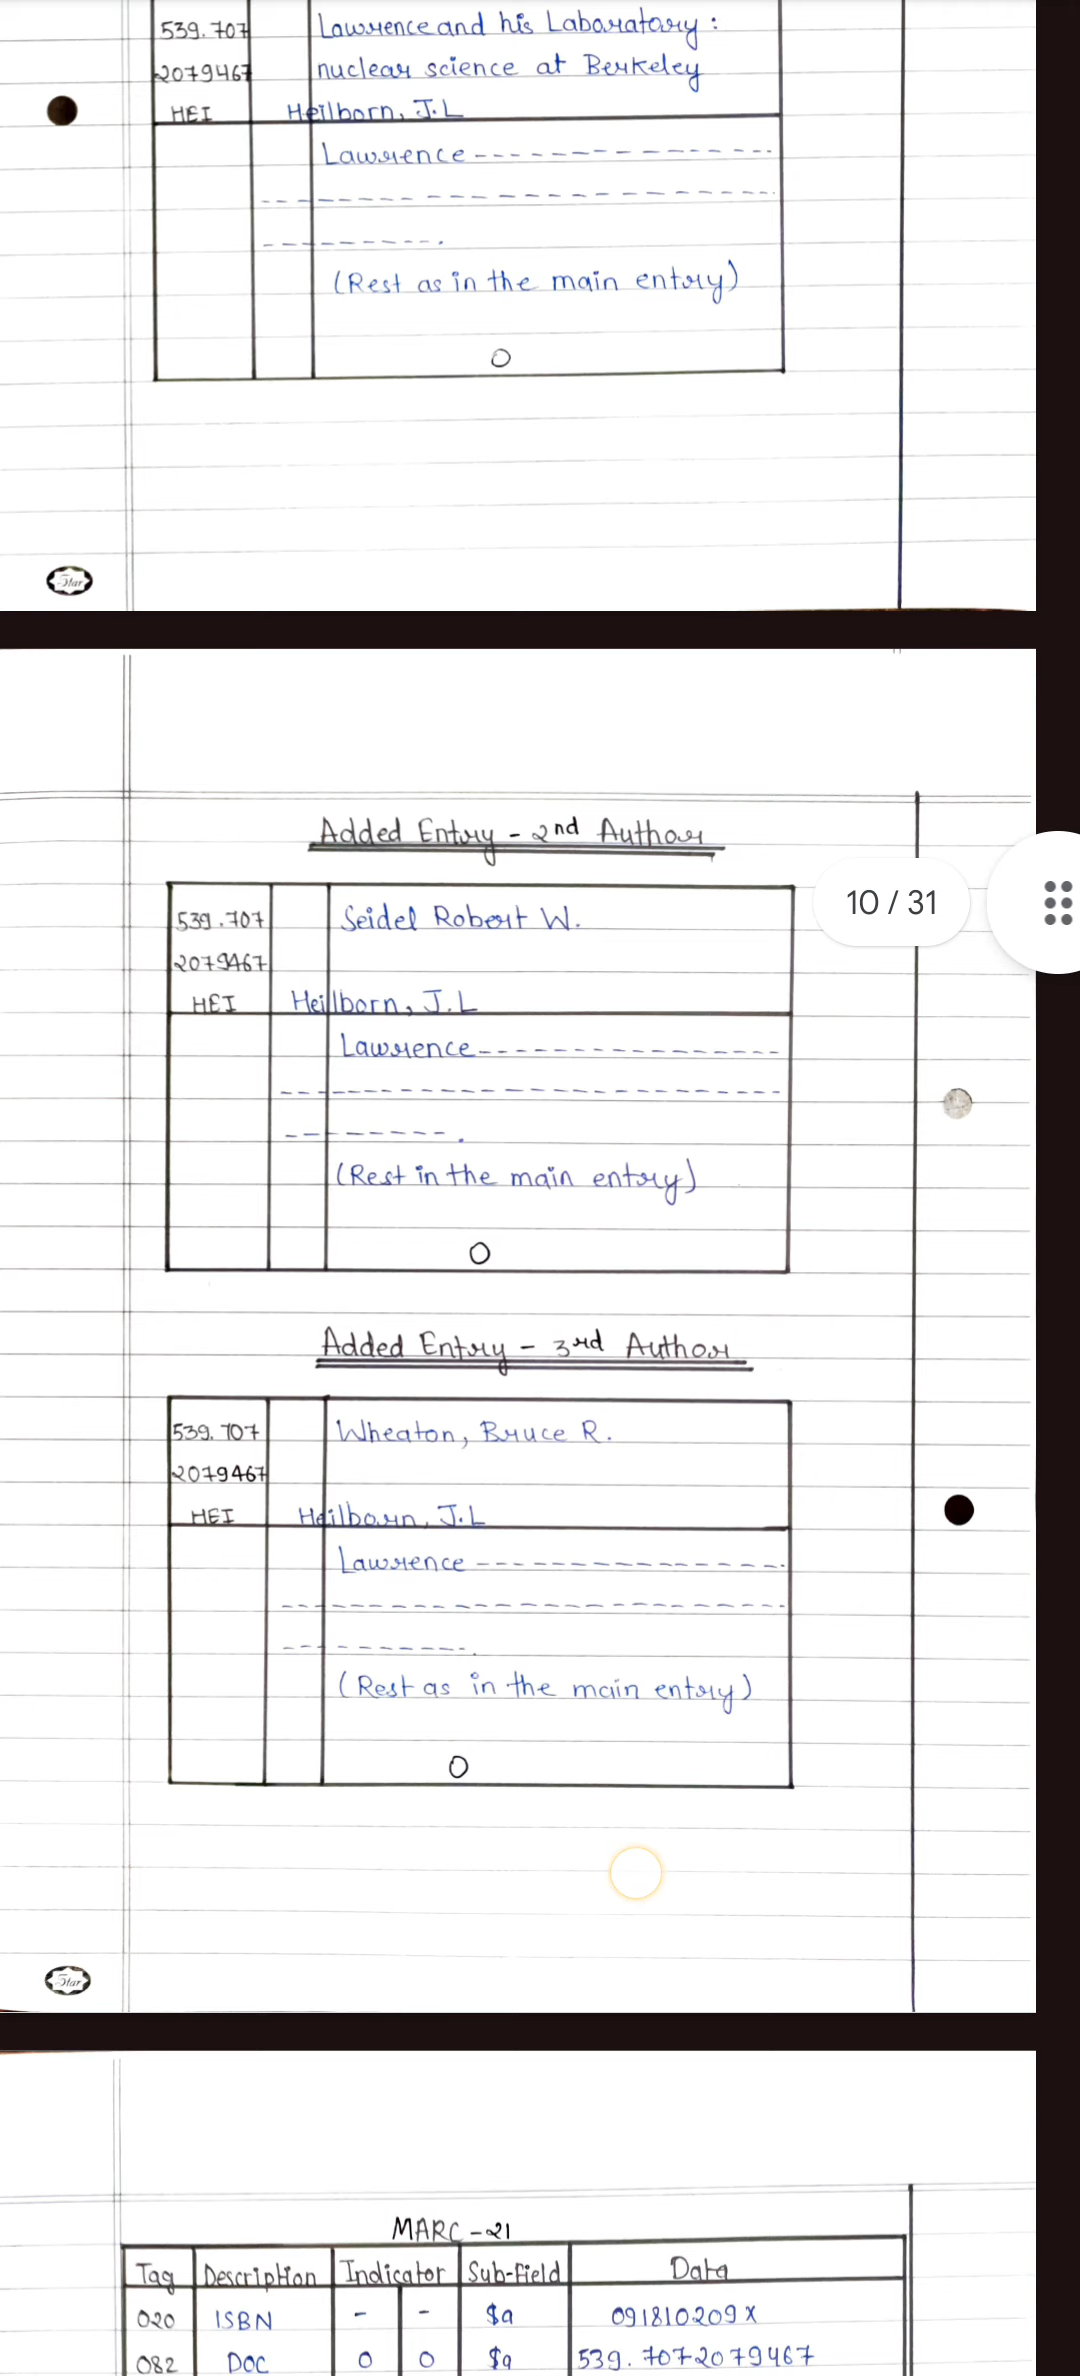 539.707 Lawrence and his Laboratory :
2079467 nuclear science at Berkeley
HEI Heilborn, J.L
Lawrence
(Rest as in the main entry)
5Star
Added Entry - 2nd Author
539.707 Seidel Robert W.
10 / 31
2079467
HEI Heilborn, J.L
Lawrence
(Rest in the main entry)
Added Entry - 3rd Author
539.707 Wheaton, Bruce R.
2079467
HEI Heilborn, J.L
Lawrence
(Rest as in the main entry)
5Star
MARC-21
Tag Description Indicator Sub-field Data
020 ISBN - - $a 091810209X
082 DOC 0 0 $a 539.7072079467